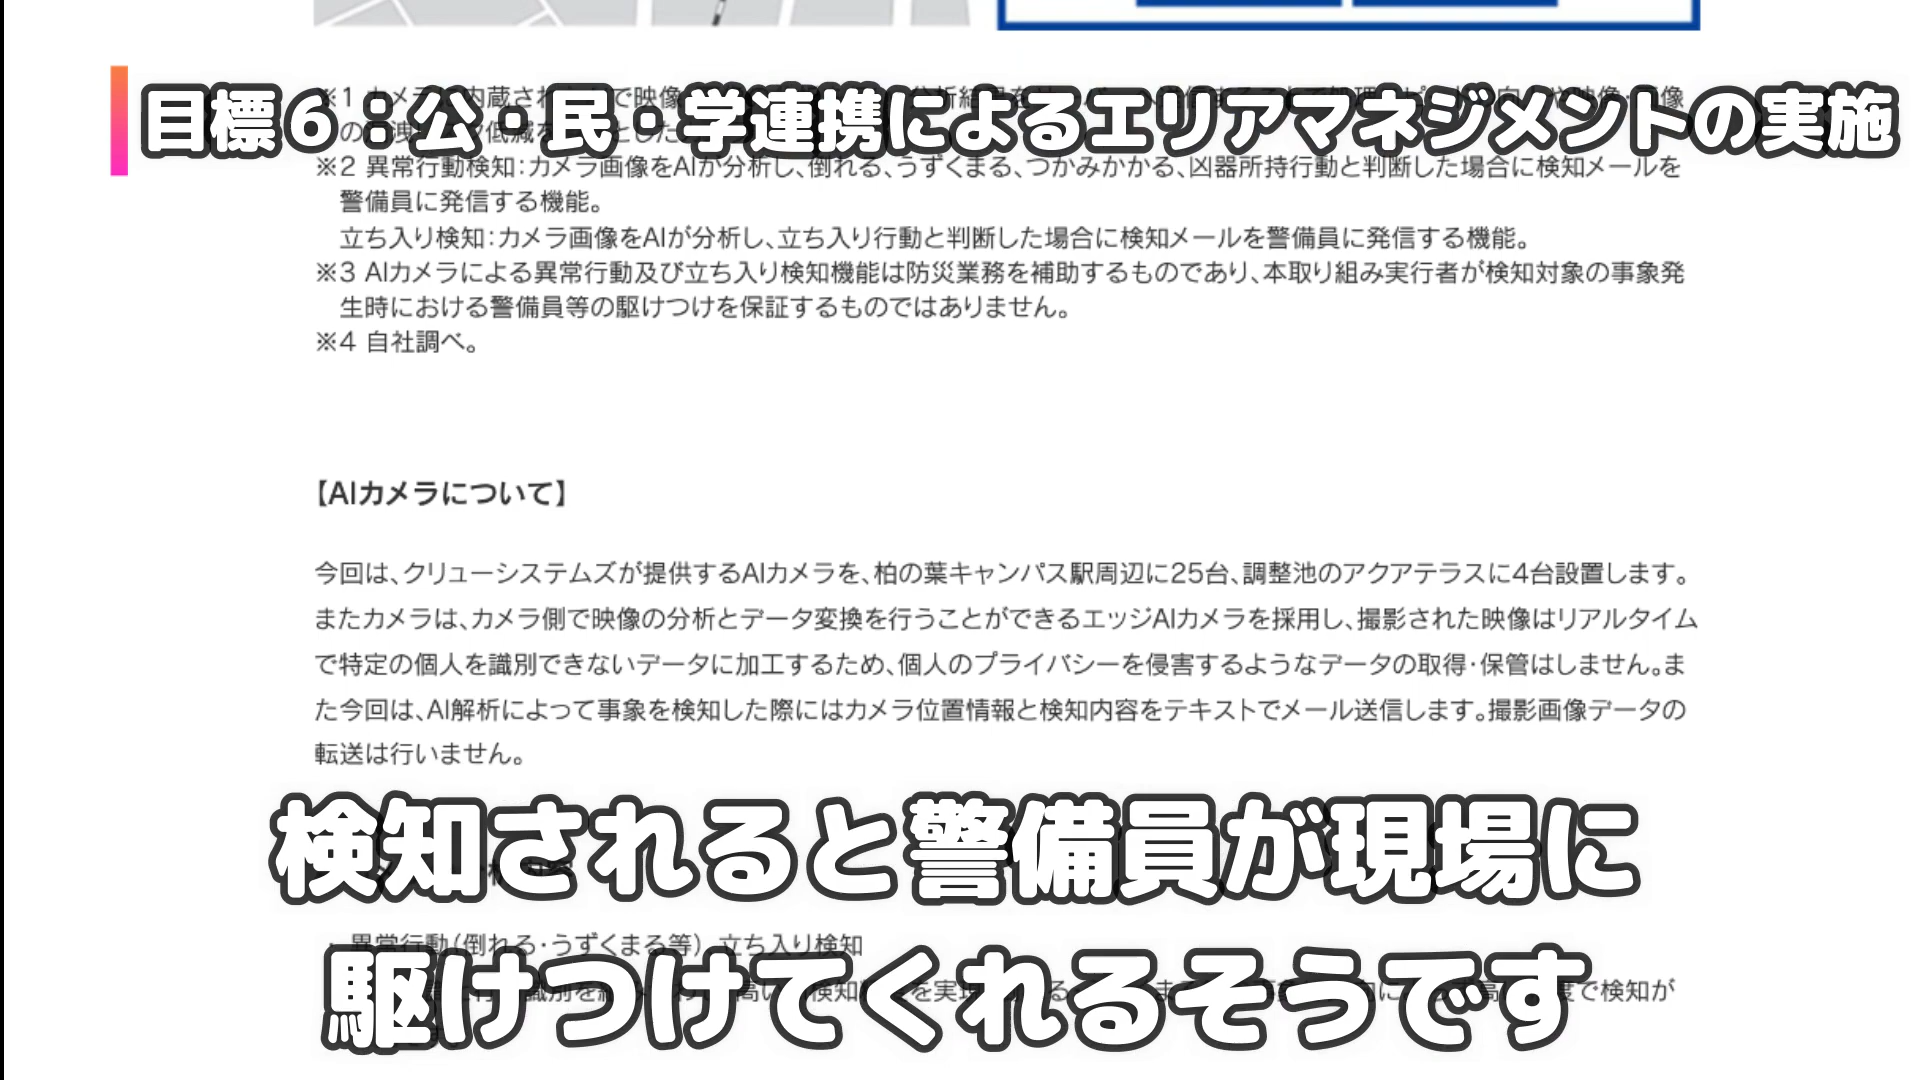 目標６：公・民・学連携によるエリアマネジメントの実施
※2 異常行動検知：カメラ画像をAIが分析し、倒れる、うずくまる、つかみかかる、凶器所持行動と判断した場合に検知メールを
警備員に発信する機能。
立ち入り検知：カメラ画像をAIが分析し、立ち入り行動と判断した場合に検知メールを警備員に発信する機能。
※3 AIカメラによる異常行動及び立ち入り検知機能は防災業務を補助するものであり、本取り組み実行者が検知対象の事象発
生時における警備員等の駆けつけを保証するものではありません。
※4 自社調べ。
【AIカメラについて】
今回は、クリューシステムズが提供するAIカメラを、柏の葉キャンパス駅周辺に25台、調整池のアクアテラスに4台設置します。
またカメラは、カメラ側で映像の分析とデータ変換を行うことができるエッジAIカメラを採用し、撮影された映像はリアルタイム
で特定の個人を識別できないデータに加工するため、個人のプライバシーを侵害するようなデータの取得・保管はしません。ま
た今回は、AI解析によって事象を検知した際にはカメラ位置情報と検知内容をテキストでメール送信します。撮影画像データの
転送は行いません。
検知されると警備員が現場に
異常行動（倒れる・うずくまる等）、立ち入り検知
駆けつけてくれるそうです